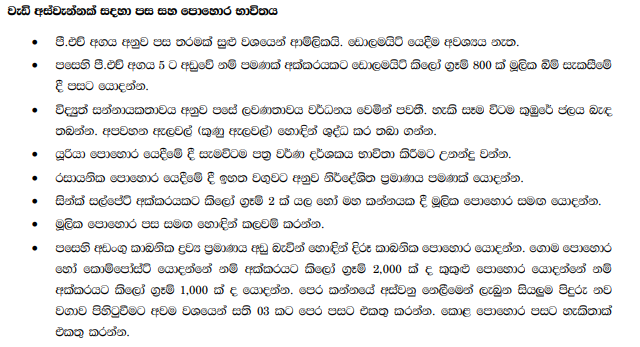 වැඩි අස්වැන්නක් සඳහා පස සහ පොහොර භාවිතය
• පී.එච් අගය අනුව පස තරමක් සුළු වශයෙන් ආම්ලිකයි. ඩොලමයිට් යෙදීම අවශ්‍යය නැත.
• පසෙහි පී.එච් අගය 5 ට අඩුවේ නම් පමණක් අක්කරයකට ඩොලමයිට් කිලෝ ග්‍රෑම් 800 ක් මූලික බිම් සැකසීමේ
දී පසට යොදන්න.
• විද්‍යුත් සන්නායකතාවය අනුව පසේ ලවණතාවය වර්ධනය වෙමින් පවතී. හැකි සෑම විටම කුඹුරේ ජලය බැඳ
තබන්න. අපවහන ඇලවල් (කුණු ඇලවල්) හොඳින් ශුද්ධ කර තබා ගන්න.
• යූරියා පොහොර යෙදීමේ දී සැමවිටම පත්‍ර වර්ණ දර්ශකය භාවිතා කිරීමට උනන්දු වන්න.
• රසායනික පොහොර යෙදීමේ දී ඉහත වගුවට අනුව නිර්දේශිත ප්‍රමාණය පමණක් යොදන්න.
• සින්ක් සල්ෆේට් අක්කරයකට කිලෝ ග්‍රෑම් 2 ක් යල හෝ මහ කන්නයක දී මූලික පොහොර සමඟ යොදන්න.
• මූලික පොහොර පස සමඟ හොඳින් කලවම් කරන්න.
• පසෙහි අඩංගු කාබනික ද්‍රව්‍ය ප්‍රමාණය අඩු බැවින් හොඳින් දිරූ කාබනික පොහොර යොදන්න. ගොම පොහොර
හෝ කොම්පෝස්ට් යොදන්නේ නම් අක්කරයට කිලෝ ග්‍රෑම් 2,000 ක් ද කුකුළු පොහොර යොදන්නේ නම්
අක්කරයට කිලෝ ග්‍රෑම් 1,000 ක් ද යොදන්න. පෙර කන්නයේ අස්වනු නෙලීමෙන් ලැබුන සියලුම පිදුරු නව
වගාව පිහිටුවීමට අවම වශයෙන් සති 03 කට පෙර පසට එකතු කරන්න. කොළ පොහොර පසට හැකිතාක්
එකතු කරන්න.